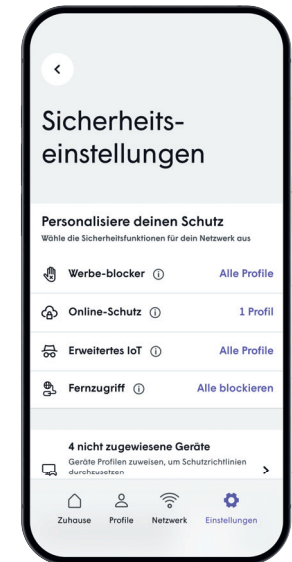 Sicherheits-
einstellungen
Personalisiere deinen Schutz
Wähle die Sicherheitsfunktionen für dein Netzwerk aus
Werbe-blocker Alle Profile
Online-Schutz 1 Profil
Erweitertes IoT Alle Profile
Fernzugriff Alle blockieren
4 nicht zugewiesene Geräte
Geräte Profilen zuweisen, um Schutzrichtlinien
durchzusetzen
Zuhause Profile Netzwerk Einstellungen